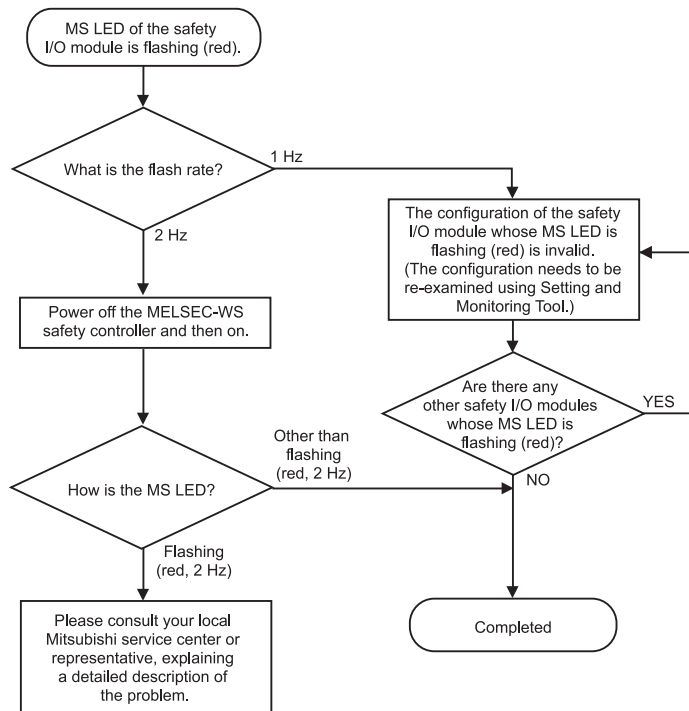 MS LED of the safety
I/O module is flashing (red).
What is the flash rate?
1 Hz
2 Hz
The configuration of the safety
I/O module whose MS LED is
flashing (red) is invalid.
(The configuration needs to be
re-examined using Setting and
Monitoring Tool.)
Power off the MELSEC-WS
safety controller and then on.
Are there any
other safety I/O modules
whose MS LED is
flashing (red)?
YES
NO
How is the MS LED?
Other than
flashing
(red, 2 Hz)
Flashing
(red, 2 Hz)
Please consult your local
Mitsubishi service center or
representative, explaining
a detailed description of
the problem.
Completed